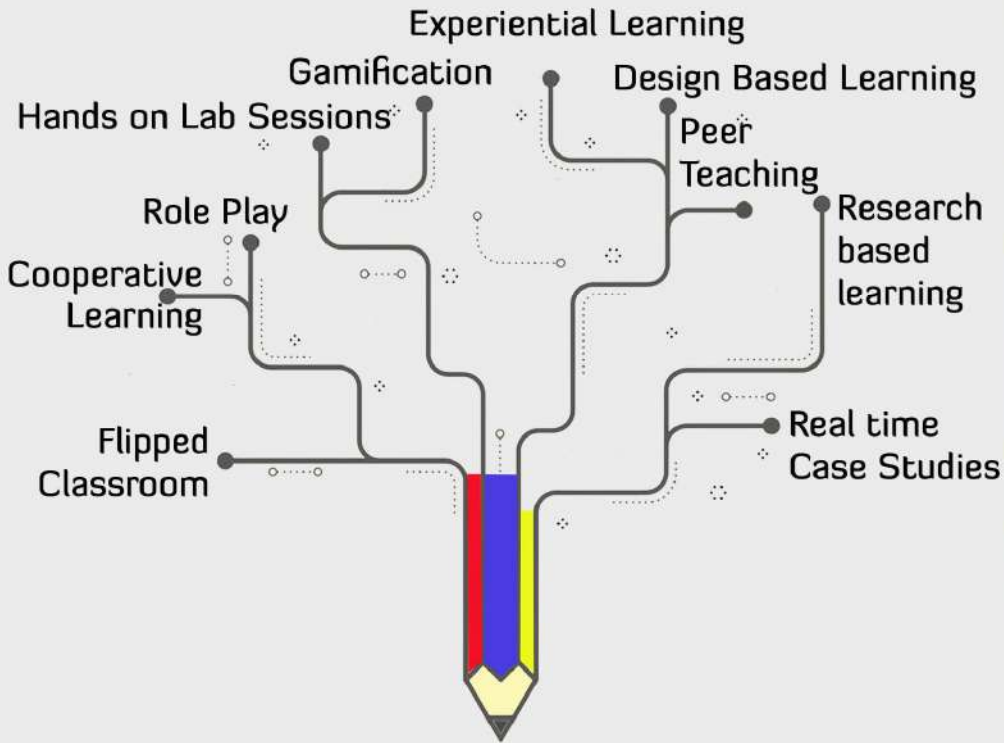 Experiential Learning
Gamification
Design Based Learning
Hands on Lab Sessions
Peer
Teaching
Role Play
Research
based
learning
Cooperative
Learning
Flipped
Classroom
Real time
Case Studies